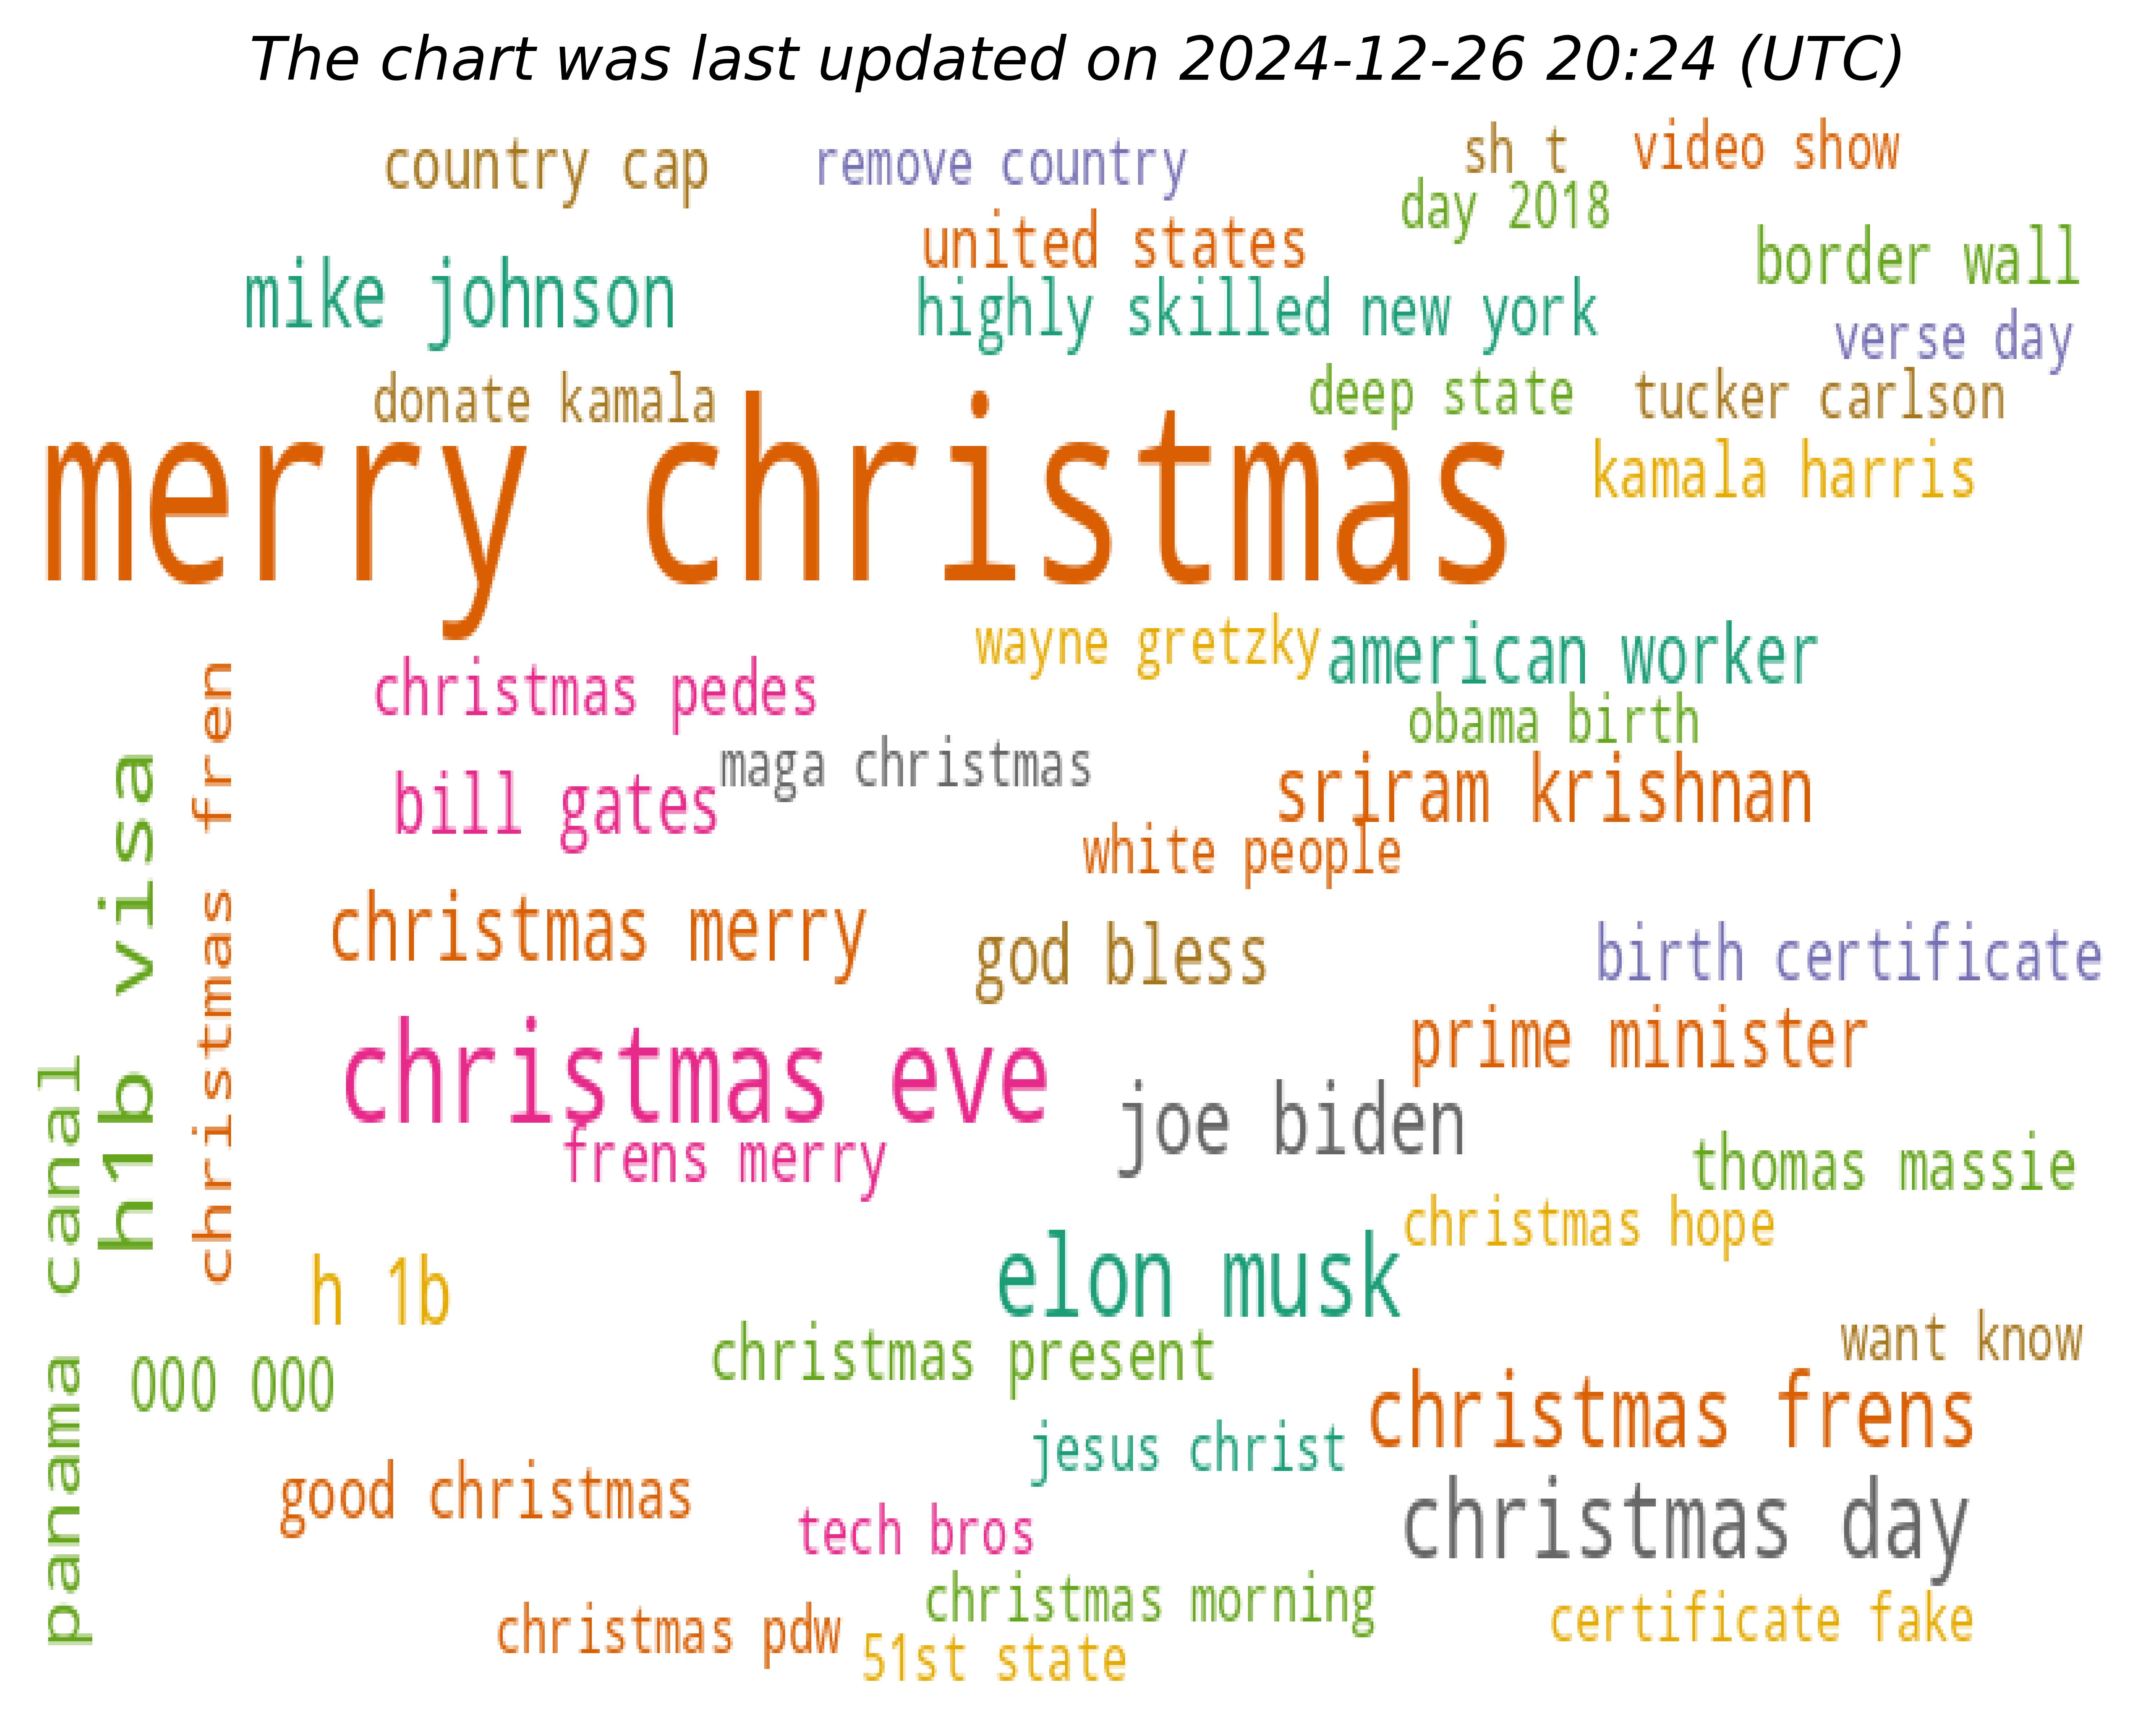 The chart was last updated on 2024-12-26 20:24 (UTC)
country cap
remove country
sh t
video show
day 2018
united states
border wall
mike johnson
highly skilled
new york
verse day
donate kamala
deep state
tucker carlson
merry christmas
kamala harris
wayne gretzky
american worker
christmas pedes
obama birth
maga christmas
bill gates
sriram krishnan
white people
christmas fren
h1b visa
christmas merry
god bless
birth certificate
prime minister
christmas eve
joe biden
frens merry
thomas massie
christmas hope
panama canal
h 1b
elon musk
want know
christmas present
000 000
christmas frens
jesus christ
good christmas
tech bros
christmas day
christmas morning
christmas pdw
certificate fake
51st state